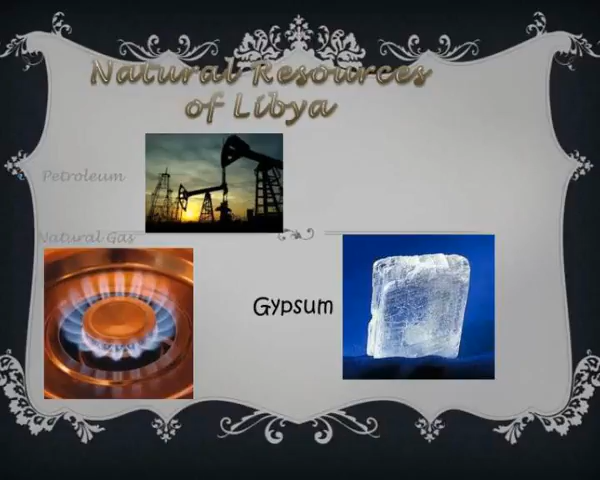 Natural Resources
of Libya
Petroleum
Natural Gas
Gypsum